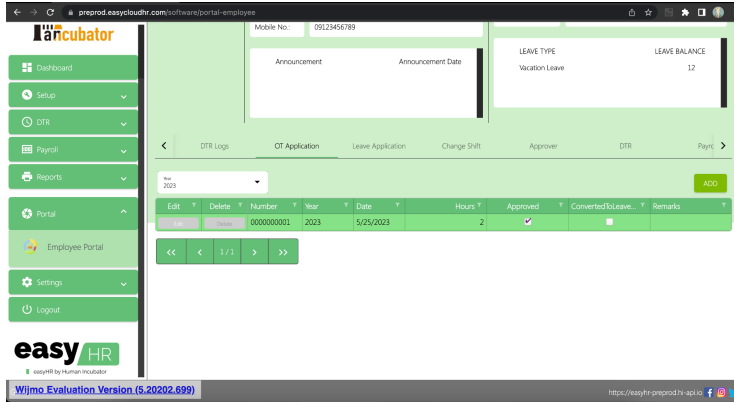 preprod.easycloudhr.com/software/portal-employee
Incubator
Mobile No.: 09123456789
Announcement Announcement Date
LEAVE TYPE LEAVE BALANCE
Vacation Leave 12
Dashboard
Setup
DTR
Payroll
Reports
Portal
Employee Portal
Settings
Logout
DTR Logs OT Application Leave Application Change Shift Approver DTR
Year
2023
ADD
Edit Delete Number Year Date Hours Approved ConvertedToLeave... Remarks
Edit Delete 0000000001 2023 5/25/2023 2
<< < 1 / 1 > >>
easy HR
easyHR by Human Incubator
Wijmo Evaluation Version (5.20202.699)
https://easyhr-preprod.hi-api.io